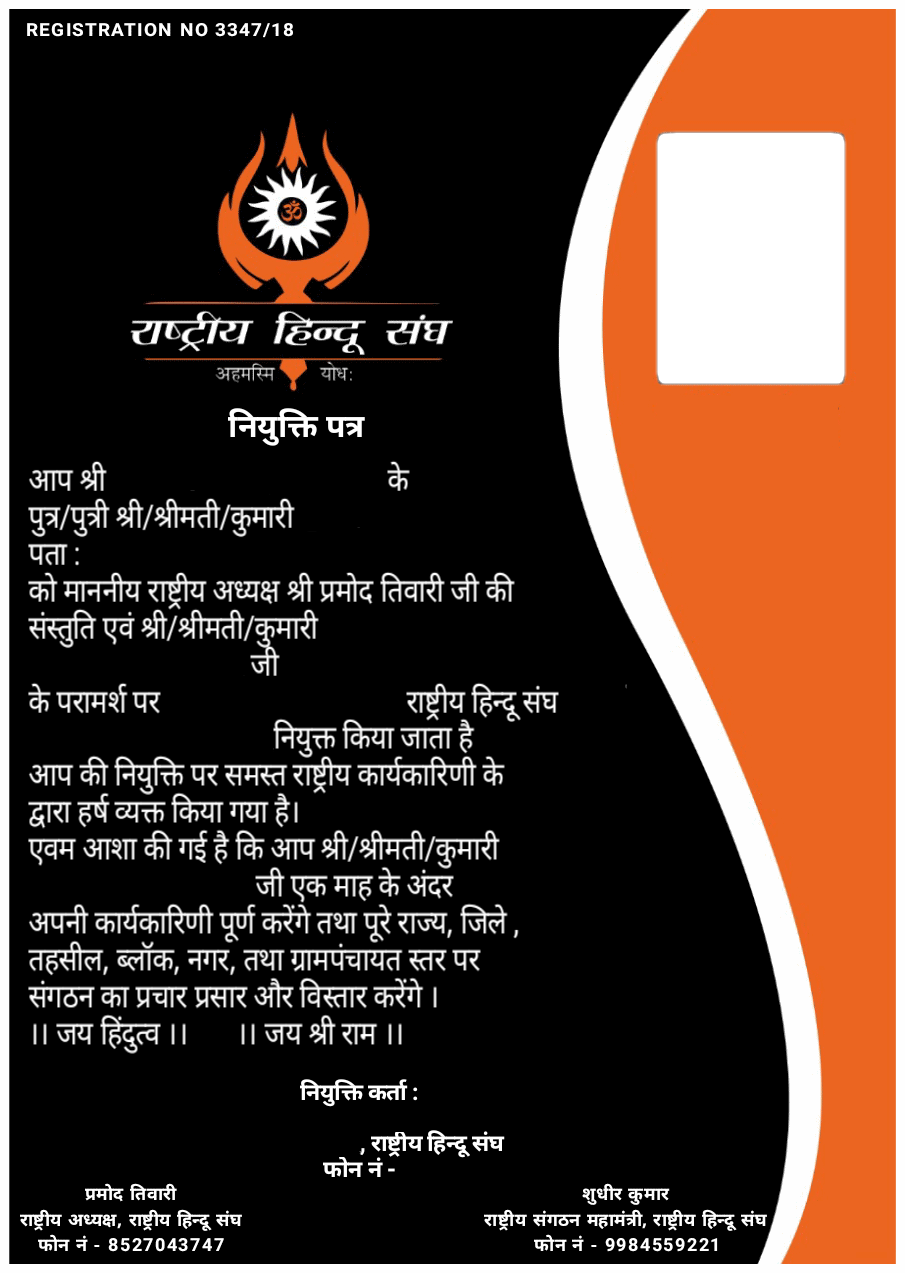 REGISTRATION NO 3347/18
ॐ
राष्ट्रीय हिन्दू संघ
अहमस्मि योधः
नियुक्ति पत्र
आप श्री के
पुत्र/पुत्री श्री/श्रीमती/कुमारी
पता :
को माननीय राष्ट्रीय अध्यक्ष श्री प्रमोद तिवारी जी की
संस्तुति एवं श्री/श्रीमती/कुमारी
जी
के परामर्श पर राष्ट्रीय हिन्दू संघ
नियुक्त किया जाता है
आप की नियुक्ति पर समस्त राष्ट्रीय कार्यकारिणी के
द्वारा हर्ष व्यक्त किया गया है।
एवम आशा की गई है कि आप श्री/श्रीमती/कुमारी
जी एक माह के अंदर
अपनी कार्यकारिणी पूर्ण करेंगे तथा पूरे राज्य, जिले ,
तहसील, ब्लॉक, नगर, तथा ग्रामपंचायत स्तर पर
संगठन का प्रचार प्रसार और विस्तार करेंगे ।
।। जय हिंदुत्व ।। ।। जय श्री राम ।।
नियुक्ति कर्ता :
, राष्ट्रीय हिन्दू संघ
फोन नं -
प्रमोद तिवारी
राष्ट्रीय अध्यक्ष, राष्ट्रीय हिन्दू संघ
फोन नं - 8527043747
शुधीर कुमार
राष्ट्रीय संगठन महामंत्री, राष्ट्रीय हिन्दू संघ
फोन नं - 9984559221